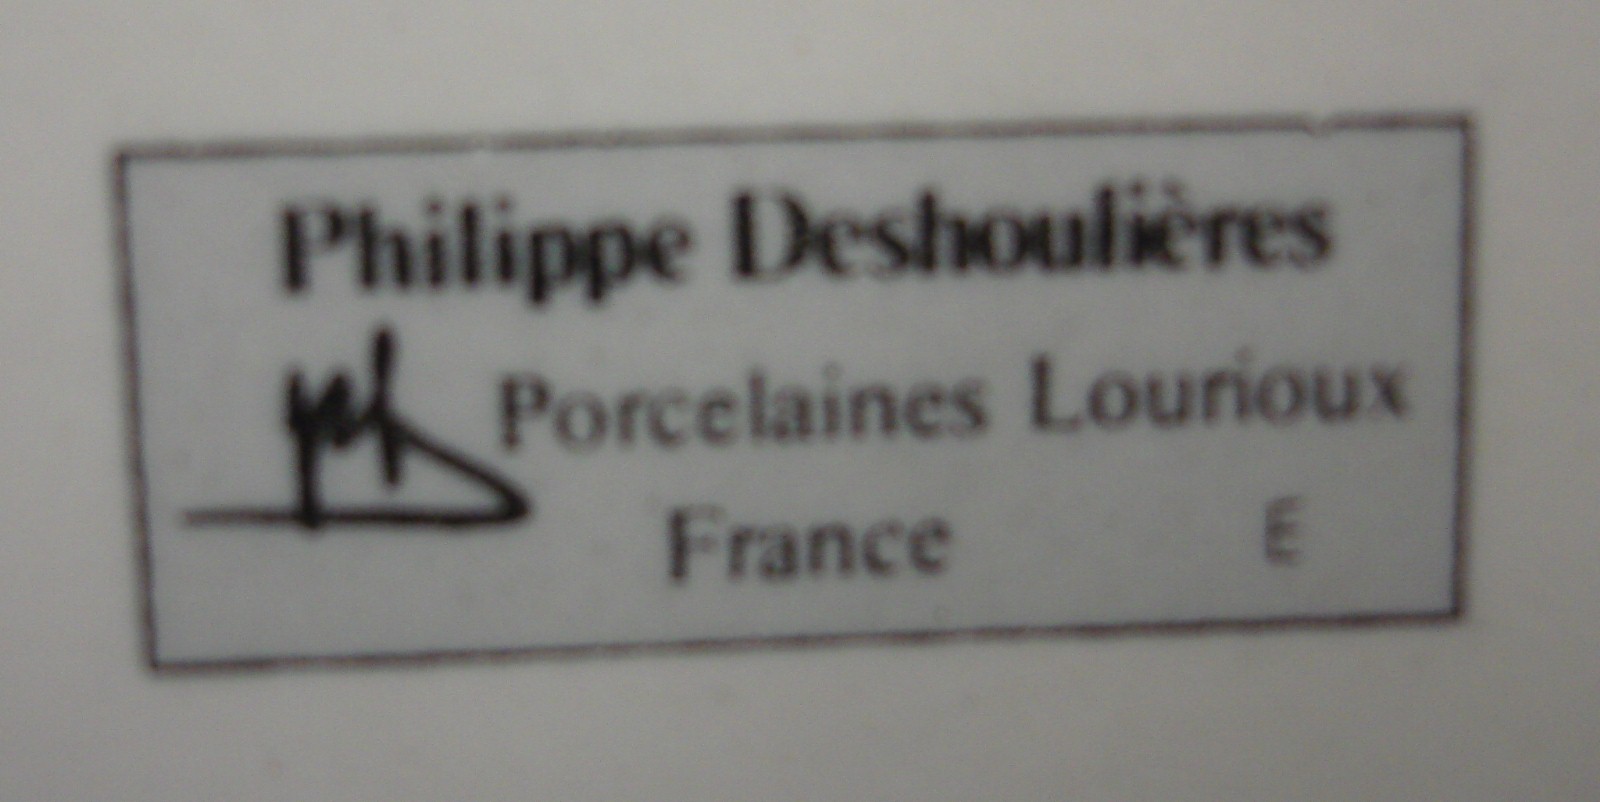 Philippe Deshoulières
Porcelaines Lourioux
France E